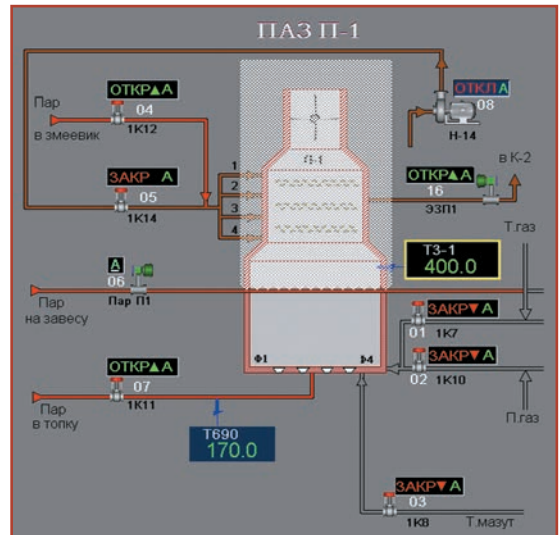 ПАЗ П-1
ОТКР▲А
04
Пар
в змеевик
1К12
ОТКЛ А
08
Н-14
в К-2
ЗАКР А
05
1К14
1
2
3
4
П-1
ОТКР▲А
16
ЭЗП1
Т.газ
Т3-1
400.0
А
06
Пар П1
Пар
на завесу
ЗАКР▼А
01
1К7
ЗАКР▼А
02
1К10
П.газ
Ф1
Ф4
ОТКР▲А
07
1К11
Пар
в топку
Т690
170.0
ЗАКР▼А
03
1К8
Т.мазут